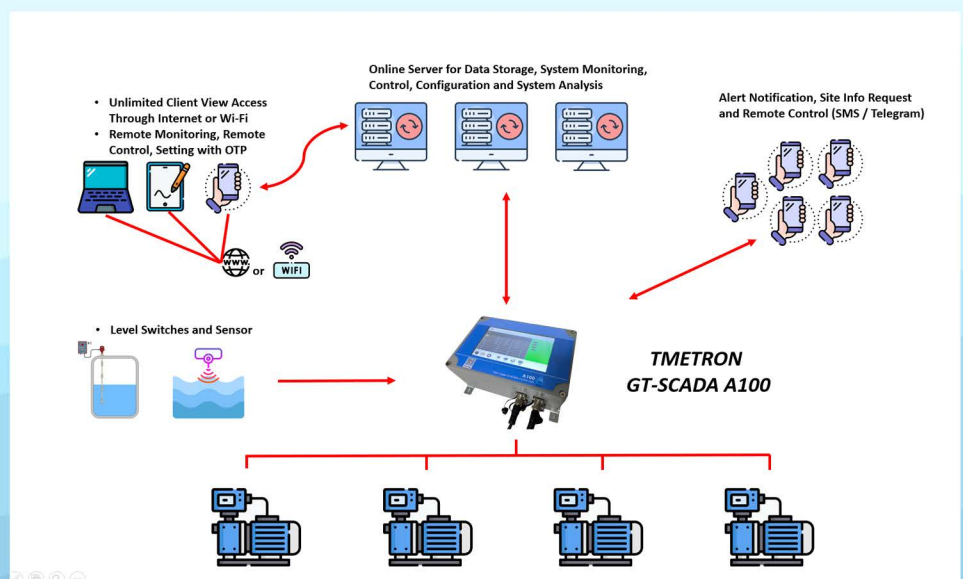 Online Server for Data Storage, System Monitoring,
Control, Configuration and System Analysis
• Unlimited Client View Access
Through Internet or Wi-Fi
• Remote Monitoring, Remote
Control, Setting with OTP
Alert Notification, Site Info Request
and Remote Control (SMS / Telegram)
www
or
WIFI
• Level Switches and Sensor
A100
TMETRON
GT-SCADA A100